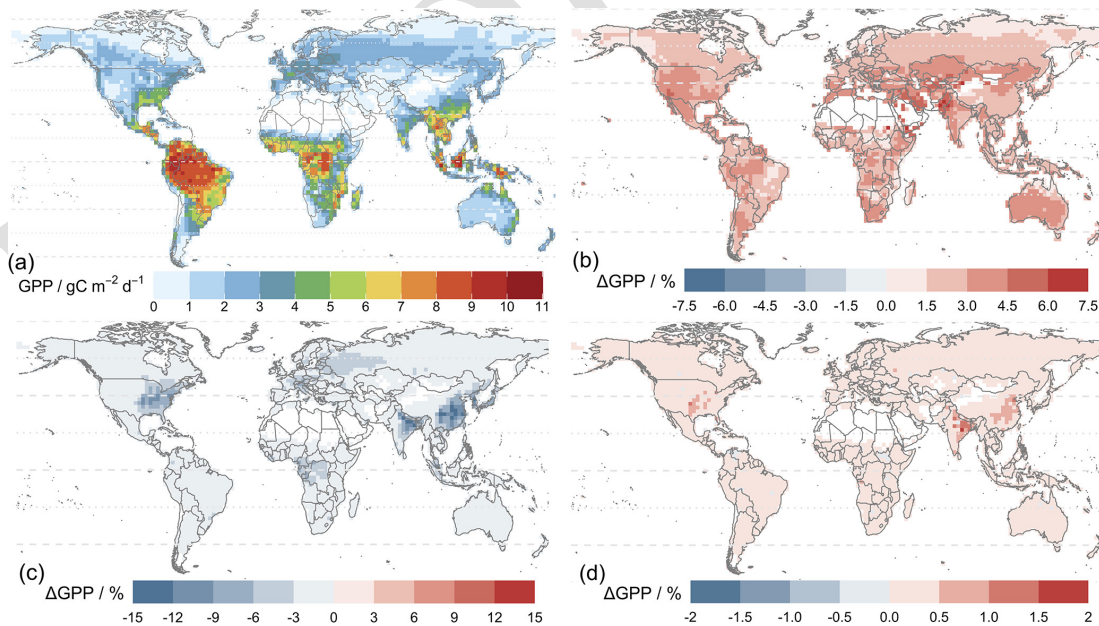 (a)
GPP / gC m⁻² d⁻¹
0 1 2 3 4 5 6 7 8 9 10 11
(b)
ΔGPP / %
-7.5 -6.0 -4.5 -3.0 -1.5 0.0 1.5 3.0 4.5 6.0 7.5
(c)
ΔGPP / %
-15 -12 -9 -6 -3 0 3 6 9 12 15
(d)
ΔGPP / %
-2 -1.5 -1.0 -0.5 0.0 0.5 1.0 1.5 2